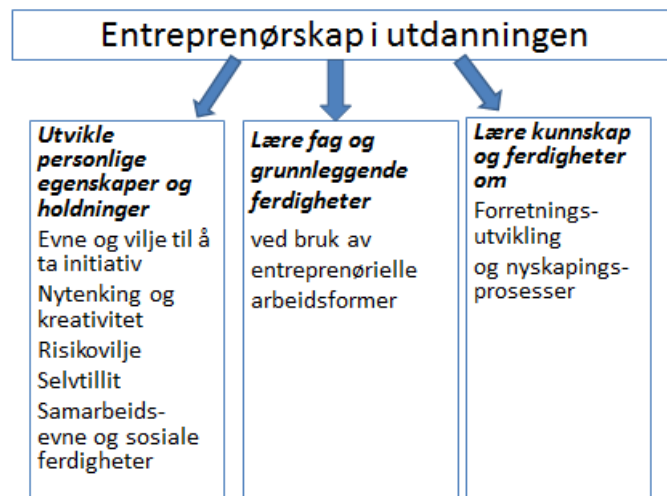 Entreprenørskap i utdanningen
Utvikle
personlige
egenskaper og
holdninger
Evne og vilje til å
ta initiativ
Nytenking og
kreativitet
Risikovilje
Selvtillit
Samarbeids-
evne og sosiale
ferdigheter
Lære fag og
grunnleggende
ferdigheter
ved bruk av
entreprenørielle
arbeidsformer
Lære kunnskap
og ferdigheter
om
Forretnings-
utvikling
og nyskapings-
prosesser